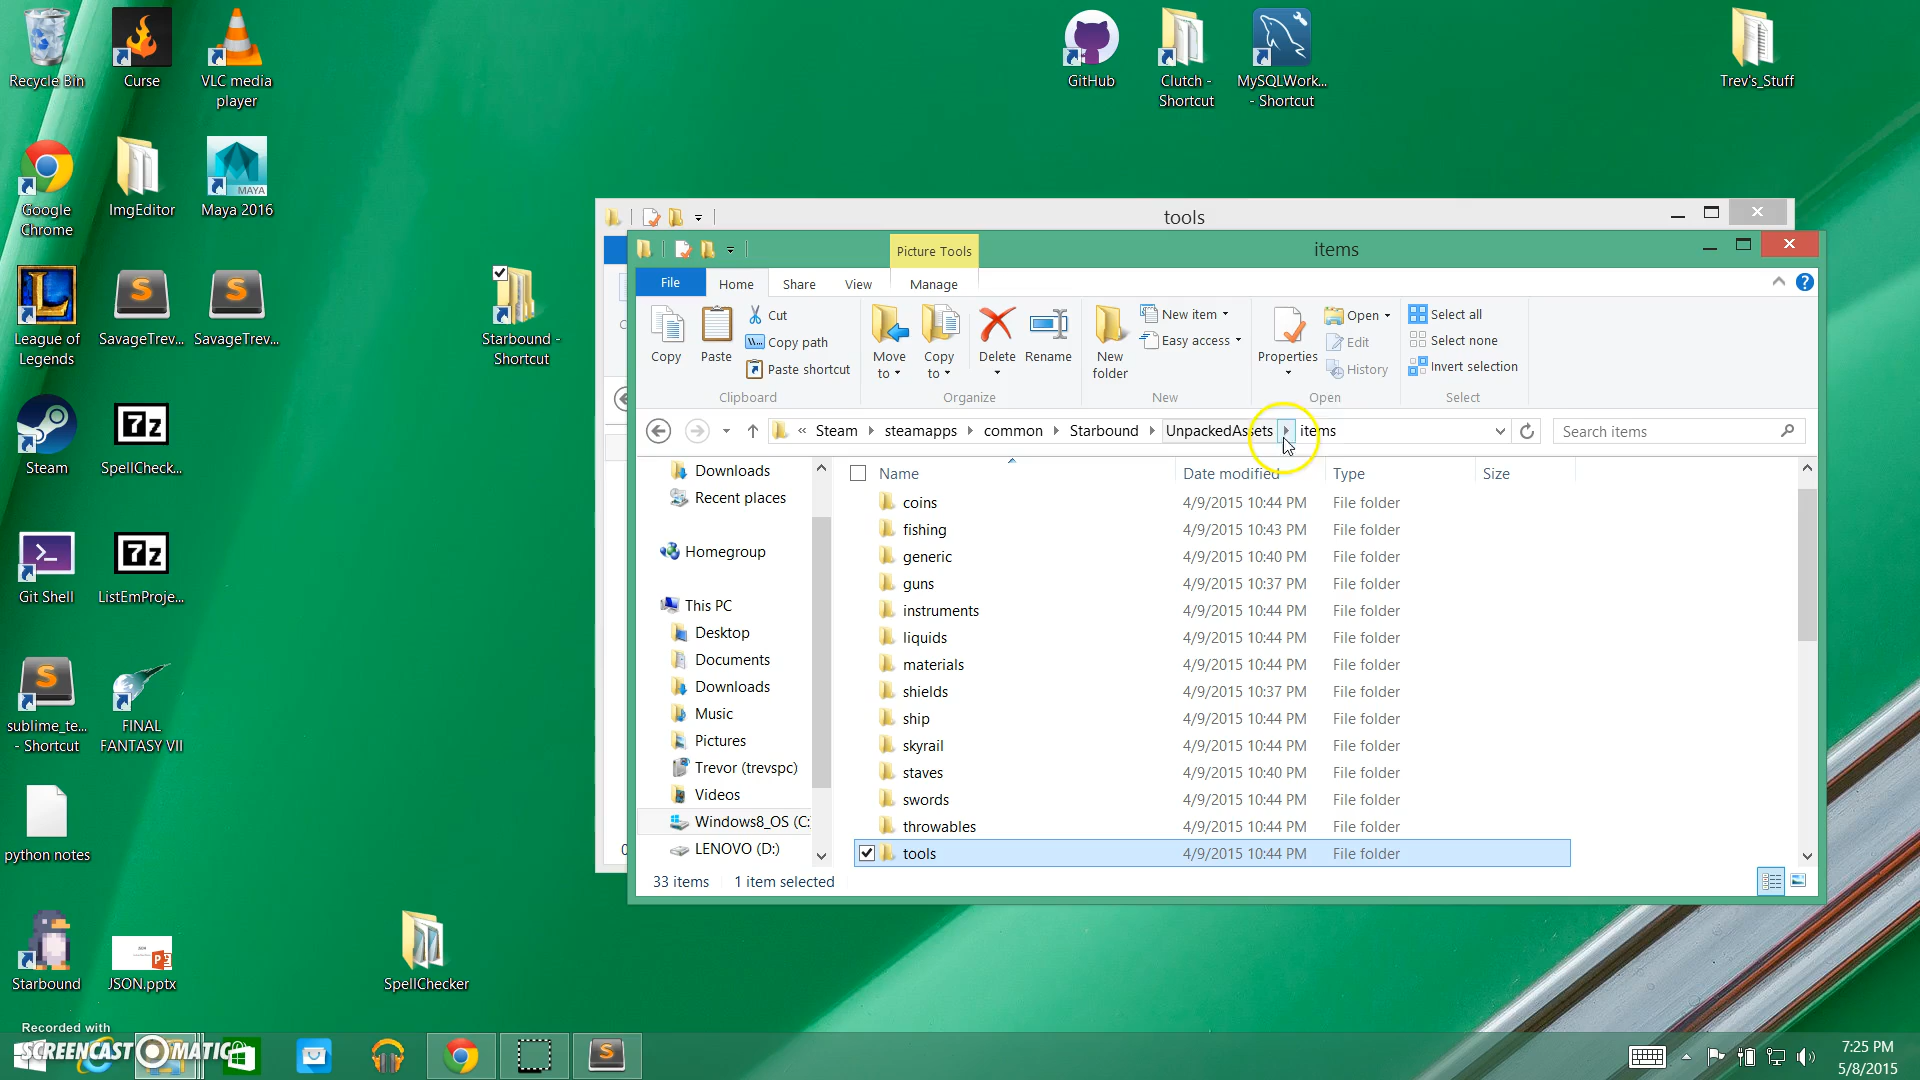 Recycle Bin
Curse
VLC media
player
GitHub
Clutch -
Shortcut
MySQLWork...
- Shortcut
Trev's_Stuff
Google
Chrome
ImgEditor
MAYA
Maya 2016
League of
Legends
SavageTrev...
SavageTrev...
Starbound -
Shortcut
Steam
SpellCheck...
Git Shell
ListEmProje...
sublime_te...
- Shortcut
FINAL
FANTASY VII
python notes
Starbound
JSON.pptx
SpellChecker
tools
Picture Tools
items
File
Home
Share
View
Manage
Copy
Paste
Cut
Copy path
Paste shortcut
Clipboard
Move
to
Copy
to
Delete
Rename
Organize
New
folder
New item
Easy access
New
Properties
Open
Edit
History
Open
Select all
Select none
Invert selection
Select
« Steam
steamapps
common
Starbound
UnpackedAssets
items
Search items
Downloads
Recent places
Homegroup
This PC
Desktop
Documents
Downloads
Music
Pictures
Trevor (trevspc)
Videos
Windows8_OS (C:
LENOVO (D:)
Name Date modified Type Size
coins 4/9/2015 10:44 PM File folder
fishing 4/9/2015 10:43 PM File folder
generic 4/9/2015 10:40 PM File folder
guns 4/9/2015 10:37 PM File folder
instruments 4/9/2015 10:44 PM File folder
liquids 4/9/2015 10:44 PM File folder
materials 4/9/2015 10:44 PM File folder
shields 4/9/2015 10:37 PM File folder
ship 4/9/2015 10:44 PM File folder
skyrail 4/9/2015 10:44 PM File folder
staves 4/9/2015 10:40 PM File folder
swords 4/9/2015 10:44 PM File folder
throwables 4/9/2015 10:44 PM File folder
tools 4/9/2015 10:44 PM File folder
33 items
1 item selected
Recorded with
SCREENCAST-O-MATIC
7:25 PM
5/8/2015